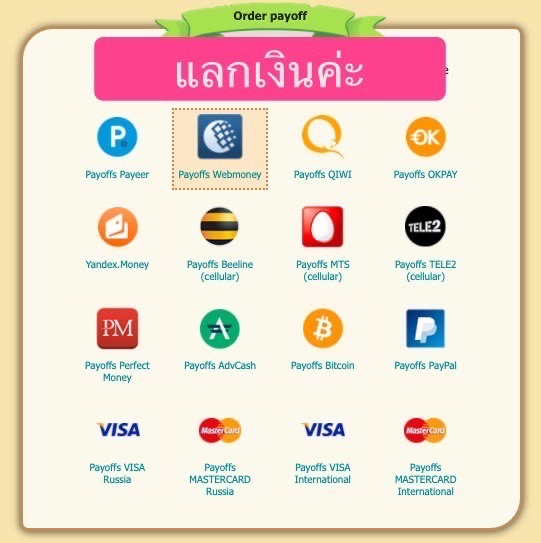 Order payoff
แลกเงินค่ะ
e
P.
OK
Payoffs Payeer
Payoffs Webmoney
Payoffs QIWI
Payoffs OKPAY
TELE2
Yandex.Money
Payoffs Beeline
(cellular)
Payoffs MTS
(cellular)
Payoffs TELE2
(cellular)
PM
Payoffs Perfect
Money
Payoffs AdvCash
Payoffs Bitcoin
Payoffs PayPal
VISA
MasterCard
VISA
MasterCard
Payoffs VISA
Russia
Payoffs
MASTERCARD
Russia
Payoffs VISA
International
Payoffs
MASTERCARD
International